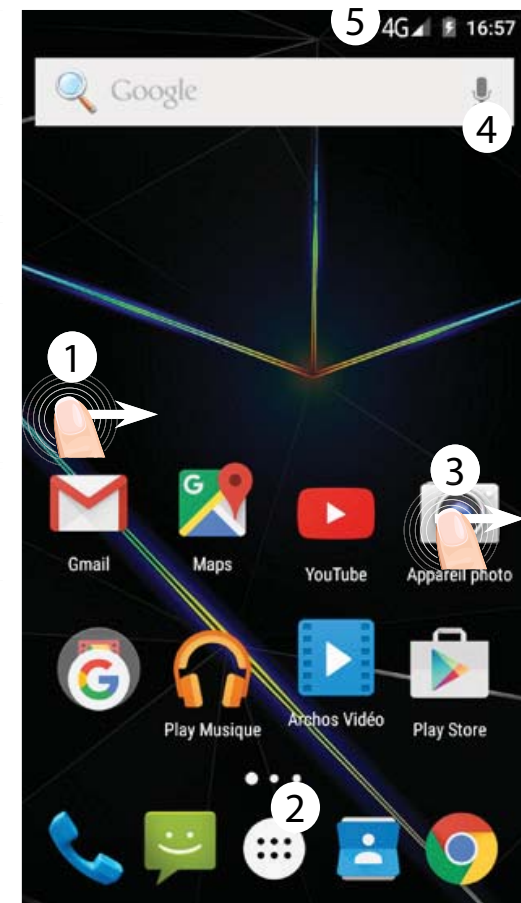 5 4G 16:57
Google
4
1
3
G
Gmail Maps YouTube Appareil photo
G
Play Musique Archos Vidéo Play Store
2